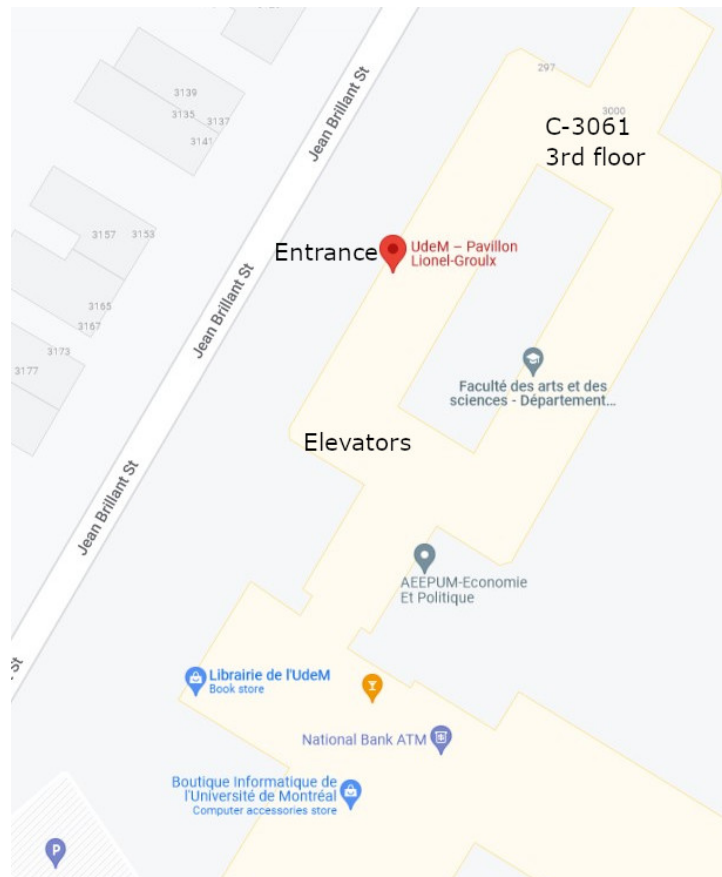 297
3139
3000
3135
3137
C-3061
3rd floor
3141
Jean Brillant St
Entrance
UdeM – Pavillon
Lionel-Groulx
3157
3153
Jean Brillant St
3165
3167
3173
3177
Faculté des arts et des
sciences - Département...
Elevators
Jean Brillant St
AEEPUM-Economie
Et Politique
St
Librairie de l'UdeM
Book store
National Bank ATM
Boutique Informatique de
l'Université de Montréal
Computer accessories store
P